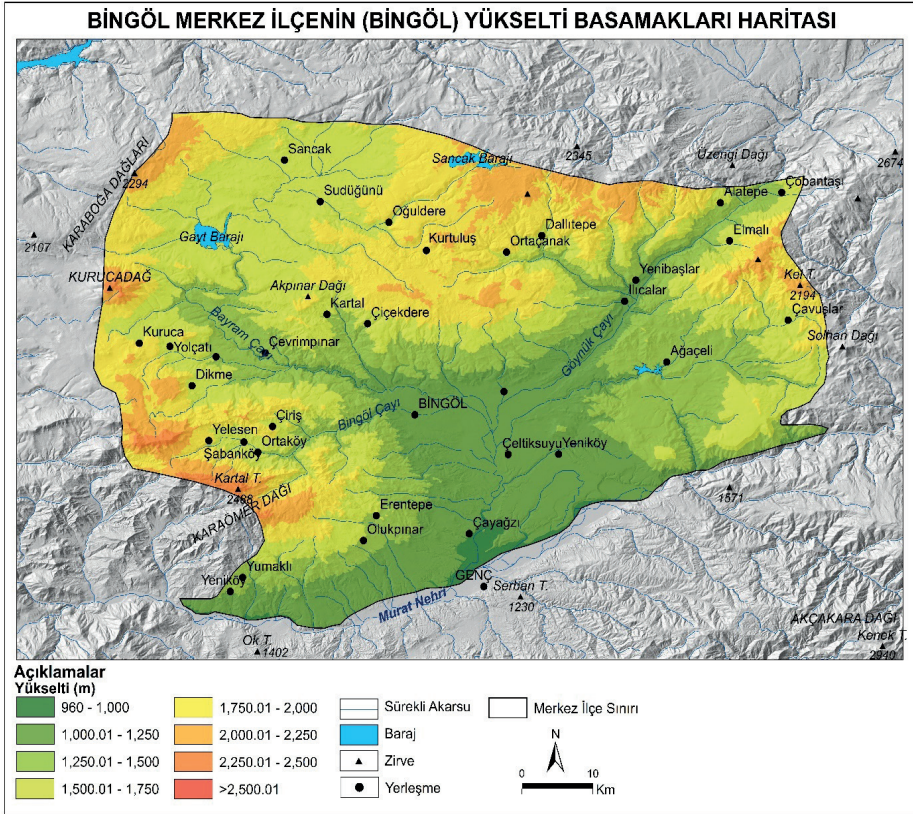 BİNGÖL MERKEZ İLÇENİN (BİNGÖL) YÜKSELTİ BASAMAKLARI HARİTASI
KARABOĞA DAĞLARI
2294
Sancak
Sancak Barajı
2345
Üzengi Dağı
2674
Çobantaşı
Alatepe
Sudüğünü
Oğuldere
Gayt Barajı
2107
Kurtuluş
Ortaçanak
Dallıtepe
Elmalı
KURUCADAĞ
Akpınar Dağı
Kartal
Çiçekdere
Yenibaşlar
Ilıcalar
Kel T.
2194
Çavuşlar
Solhan Dağı
Bayram Çayı
Göynük Çayı
Kuruca
Yolçatı
Çevrimpınar
Dikme
Ağaçeli
BİNGÖL
Bingöl Çayı
Çiriş
Yelesen
Ortaköy
Şabanköy
Çeltiksuyu
Yeniköy
Kartal T.
2488
KARAÖMER DAĞI
1571
Erentepe
Olukpınar
Çayağzı
Yumaklı
Yeniköy
GENÇ
Serban T.
1230
Murat Nehri
Ok T.
1402
AKÇAKARA DAĞI
Kenok T.
2940
Açıklamalar
Yükselti (m)
960 - 1,000
1,000.01 - 1,250
1,250.01 - 1,500
1,500.01 - 1,750
1,750.01 - 2,000
2,000.01 - 2,250
2,250.01 - 2,500
>2,500.01
Sürekli Akarsu
Baraj
Zirve
Yerleşme
Merkez İlçe Sınırı
N
0 10
Km